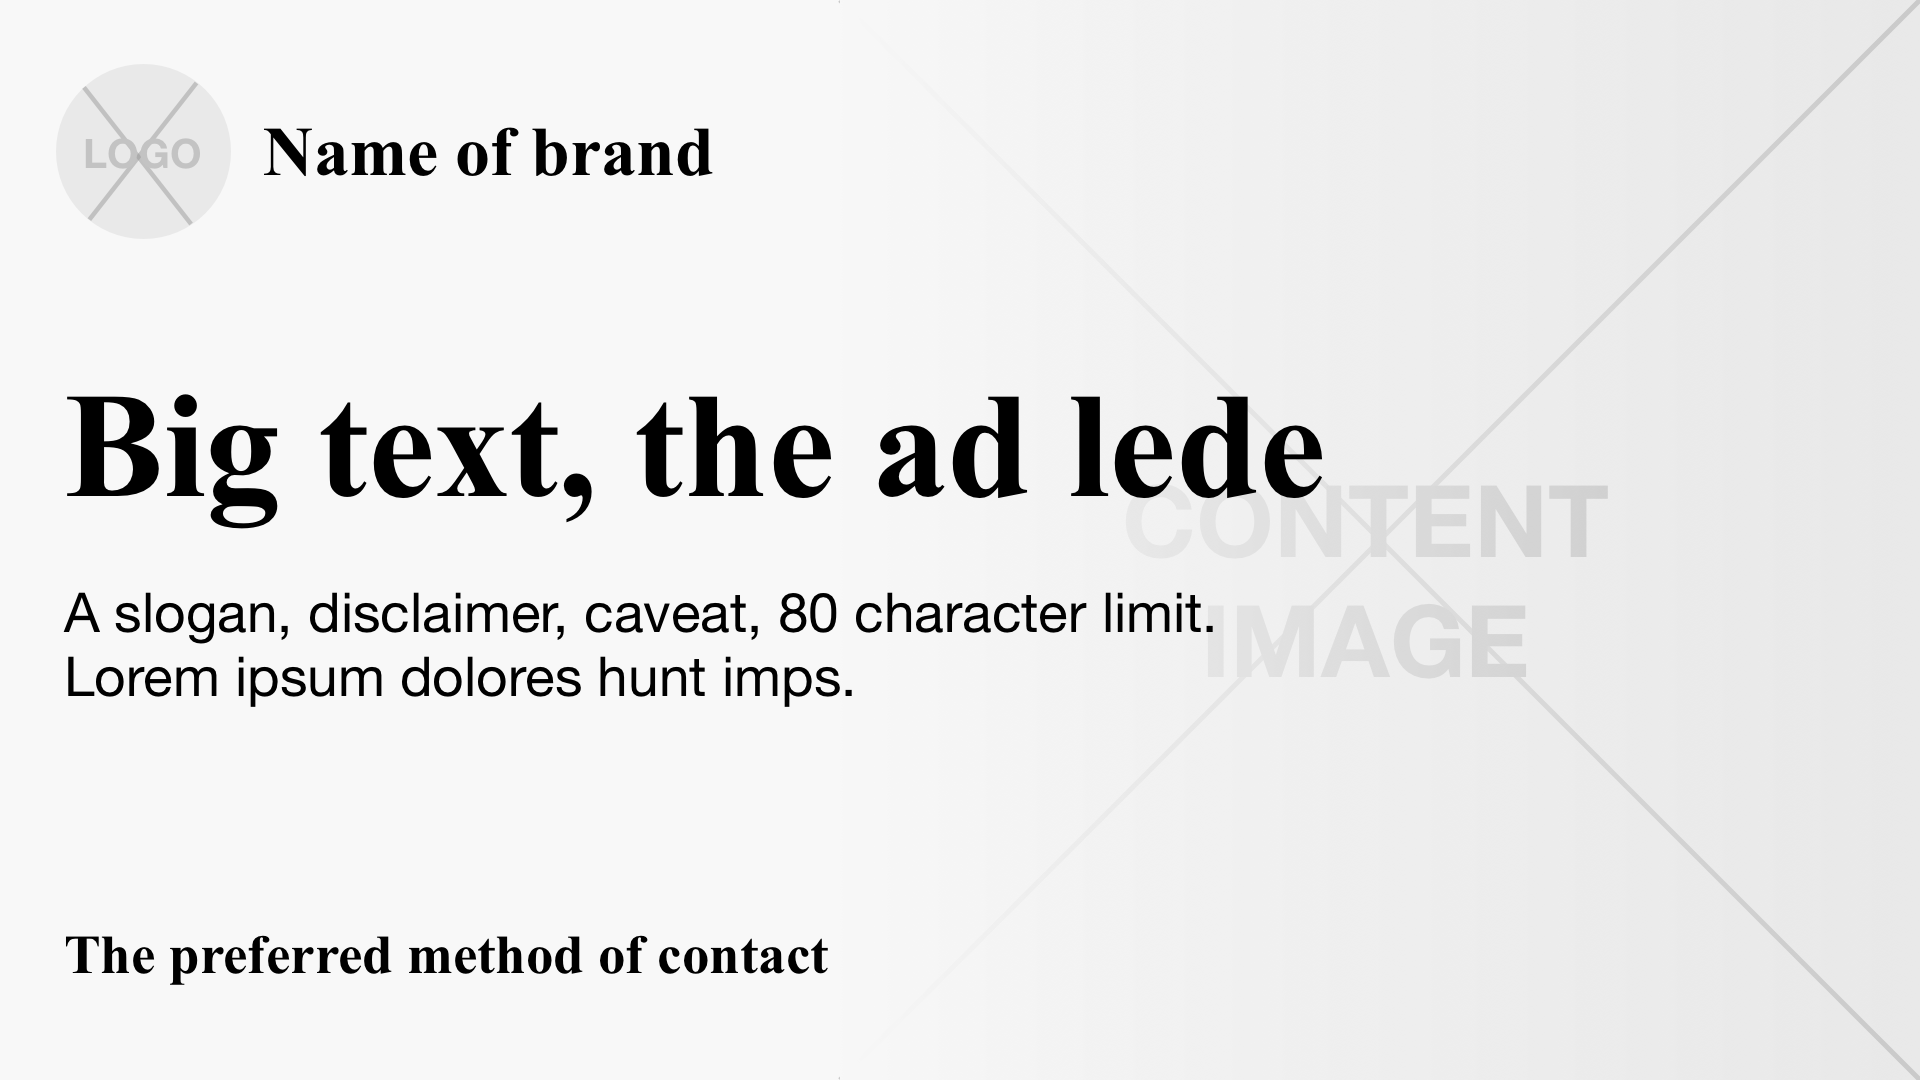 LOGO
Name of brand
Big text, the ad lede
CONTENT
IMAGE
A slogan, disclaimer, caveat, 80 character limit.
Lorem ipsum dolores hunt imps.
The preferred method of contact